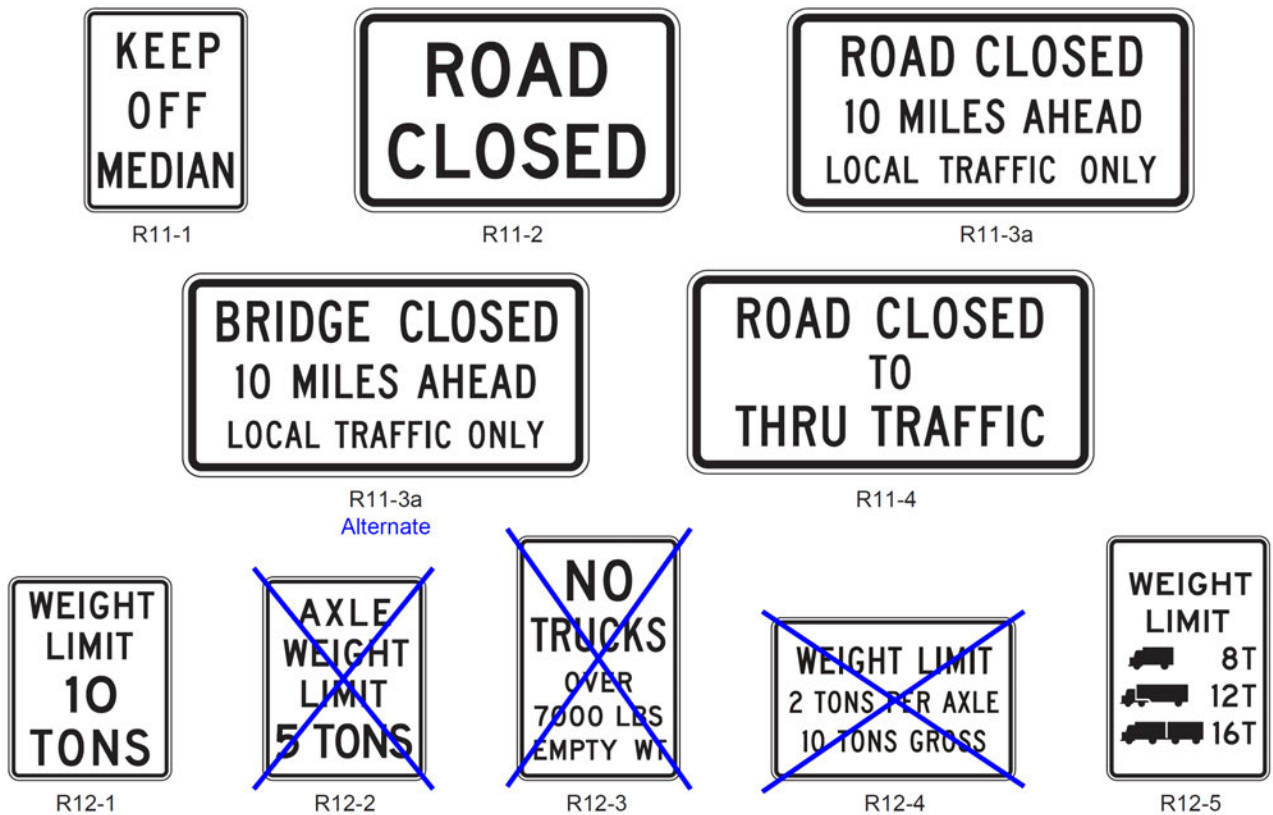 KEEP
OFF
MEDIAN
R11-1
ROAD
CLOSED
R11-2
ROAD CLOSED
10 MILES AHEAD
LOCAL TRAFFIC ONLY
R11-3a
BRIDGE CLOSED
10 MILES AHEAD
LOCAL TRAFFIC ONLY
R11-3a
Alternate
ROAD CLOSED
TO
THRU TRAFFIC
R11-4
WEIGHT
LIMIT
10
TONS
R12-1
AXLE
WEIGHT
LIMIT
5 TONS
R12-2
NO
TRUCKS
OVER
7000 LBS
EMPTY WT
R12-3
WEIGHT LIMIT
2 TONS PER AXLE
10 TONS GROSS
R12-4
WEIGHT
LIMIT
8T
12T
16T
R12-5